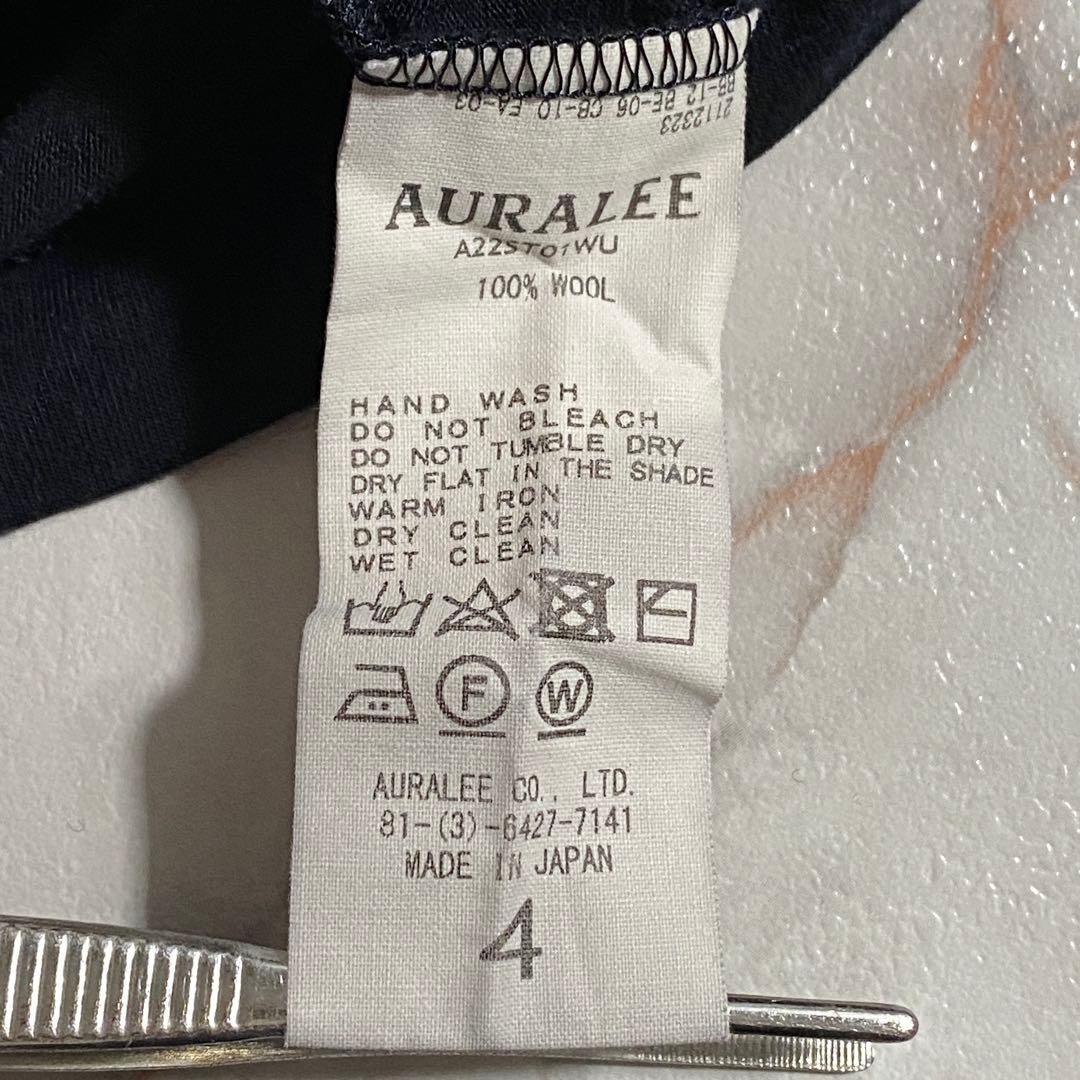 2112323
BB-12 BE-06 CB-10 FA-03
AURALEE
A22ST01WU
100% WOOL
HAND WASH
DO NOT BLEACH
DO NOT TUMBLE DRY
DRY FLAT IN THE SHADE
WARM IRON
DRY CLEAN
WET CLEAN
F W
AURALEE CO., LTD.
81-(3)-6427-7141
MADE IN JAPAN
4